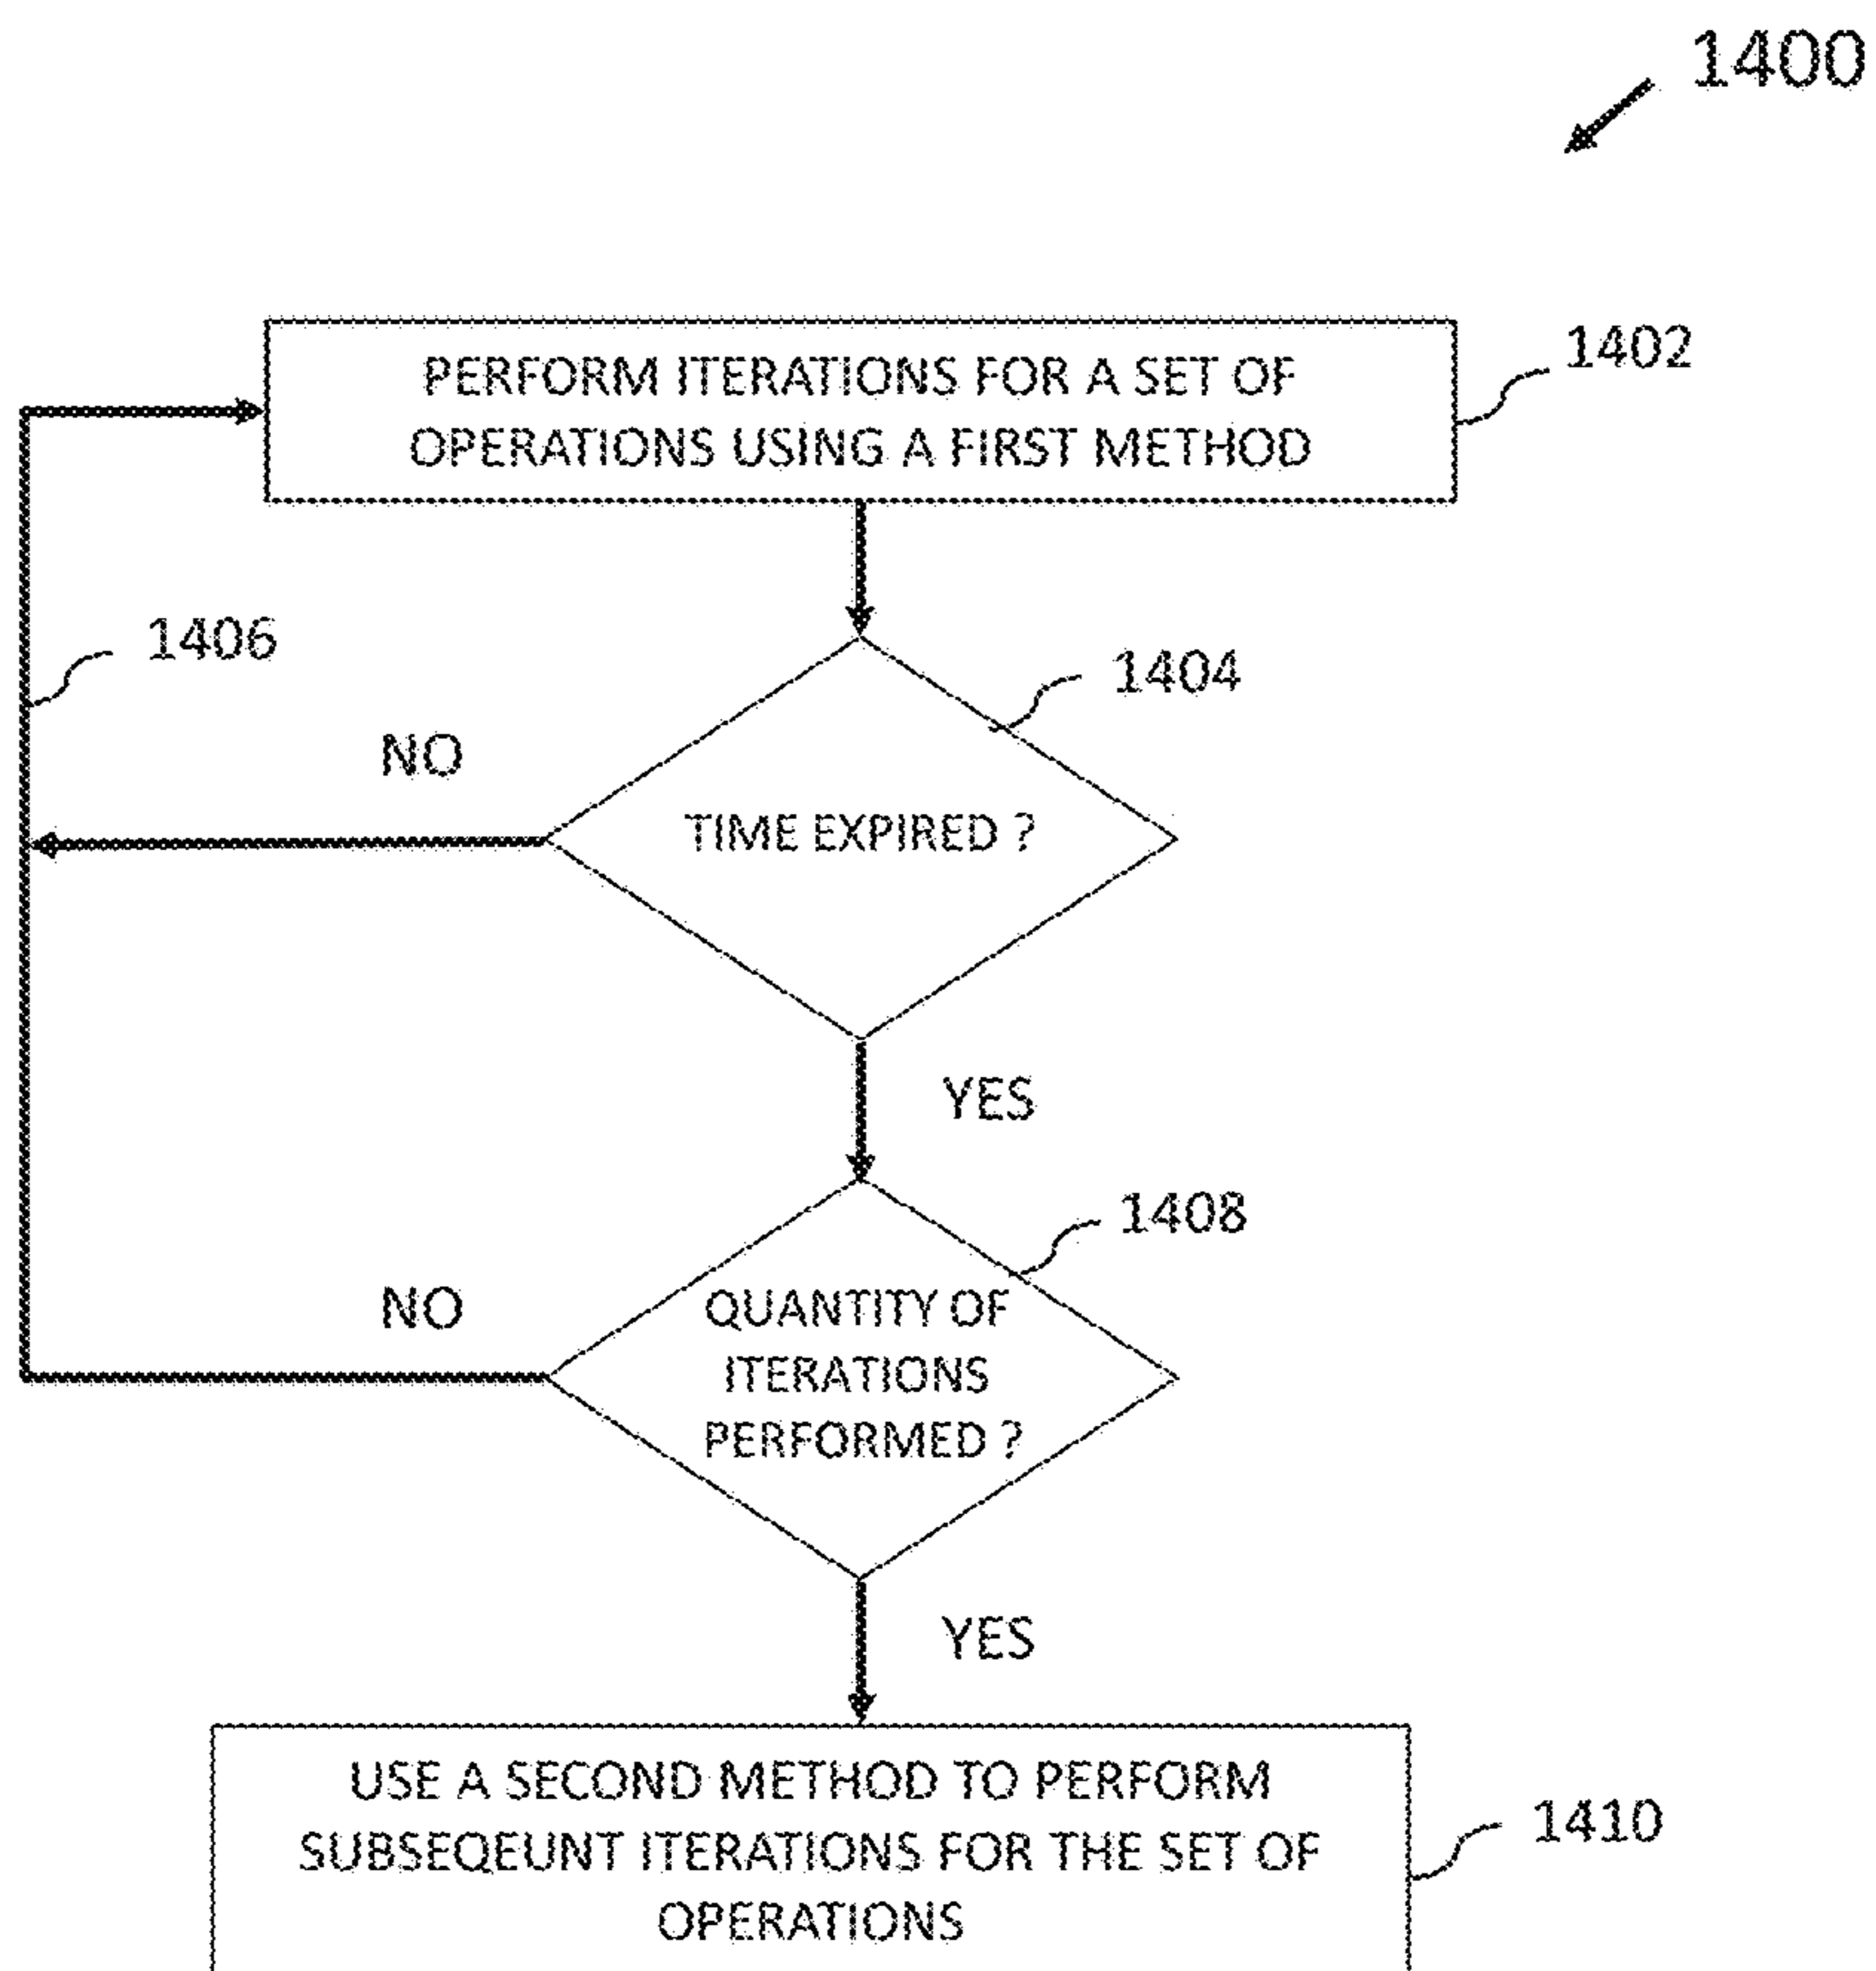 1400
PERFORM ITERATIONS FOR A SET OF
OPERATIONS USING A FIRST METHOD
1402
1406
1404
NO
TIME EXPIRED ?
YES
1408
NO
QUANTITY OF
ITERATIONS
PERFORMED ?
YES
USE A SECOND METHOD TO PERFORM
SUBSEQEUNT ITERATIONS FOR THE SET OF
OPERATIONS
1410